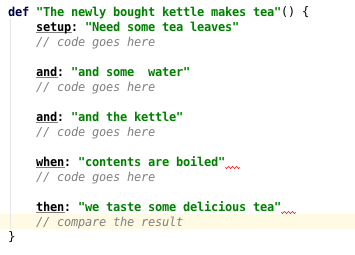 def "The newly bought kettle makes tea"() {
    setup: "Need some tea leaves"
    // code goes here
    and: "and some  water"
    // code goes here
    and: "and the kettle"
    // code goes here
    when: "contents are boiled"
    // code goes here
    then: "we taste some delicious tea"
    // compare the result
}